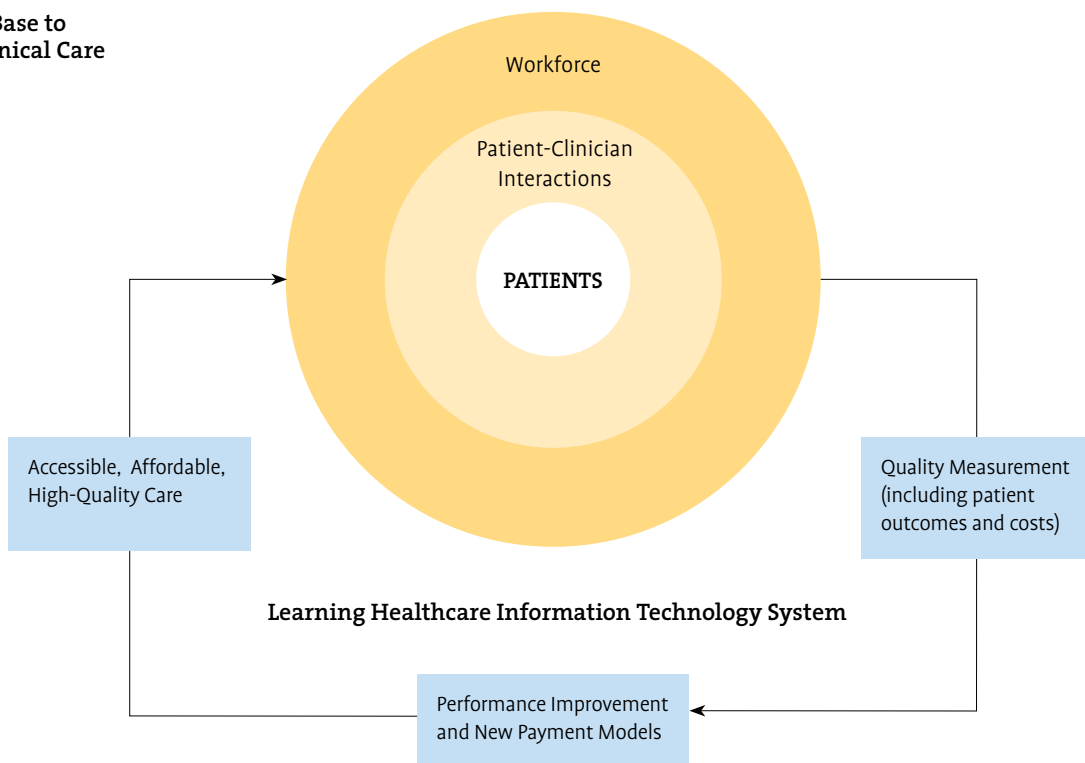 Base to
nical Care
Workforce
Patient-Clinician
Interactions
PATIENTS
Accessible, Affordable,
High-Quality Care
Quality Measurement
(including patient
outcomes and costs)
Learning Healthcare Information Technology System
Performance Improvement
and New Payment Models